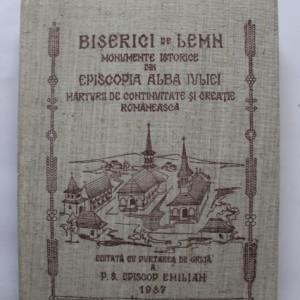 BISERICI DE LEMN
MONUMENTE ISTORICE
DIN
EPISCOPIA ALBA IULIEI
MĂRTURII DE CONTINUITATE ȘI CREAȚIE
ROMÂNEASCĂ
EDITATĂ CU PURTAREA DE GRIJĂ
A
P. S. EPISCOP EMILIAN
1987